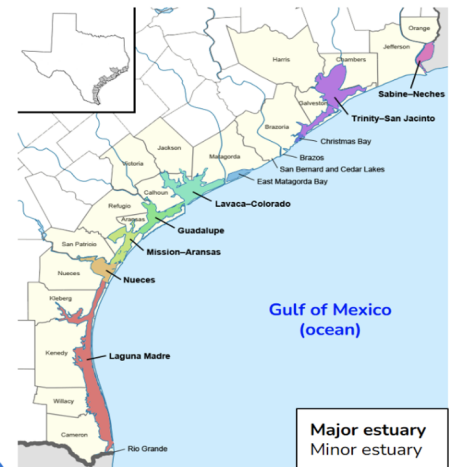 Orange
Jefferson
Harris
Chambers
Sabine–Neches
Galveston
Trinity–San Jacinto
Brazoria
Christmas Bay
Jackson
Matagorda
Brazos
Victoria
San Bernard and Cedar Lakes
East Matagorda Bay
Calhoun
Lavaca–Colorado
Refugio
Aransas
Guadalupe
San Patricio
Mission–Aransas
Nueces
Nueces
Kleberg
Gulf of Mexico
(ocean)
Kenedy
Laguna Madre
Willacy
Major estuary
Minor estuary
Cameron
Rio Grande